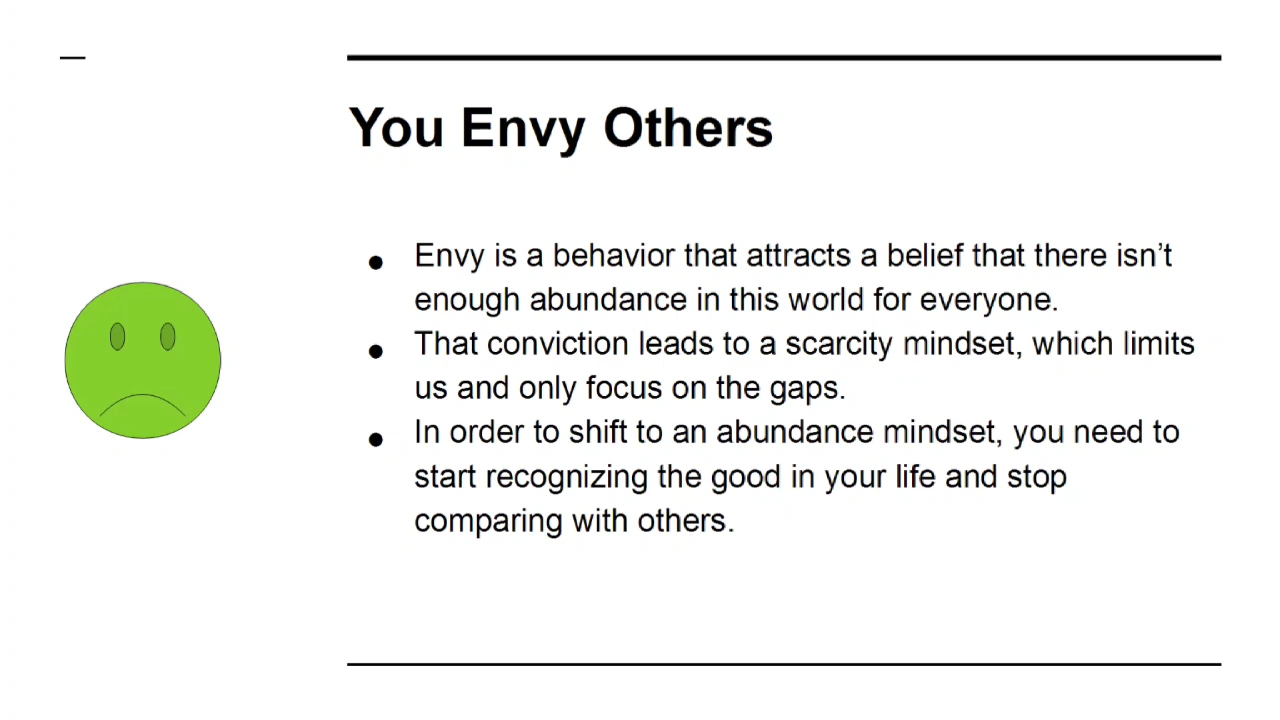 You Envy Others
● Envy is a behavior that attracts a belief that there isn’t
enough abundance in this world for everyone.
● That conviction leads to a scarcity mindset, which limits
us and only focus on the gaps.
● In order to shift to an abundance mindset, you need to
start recognizing the good in your life and stop
comparing with others.